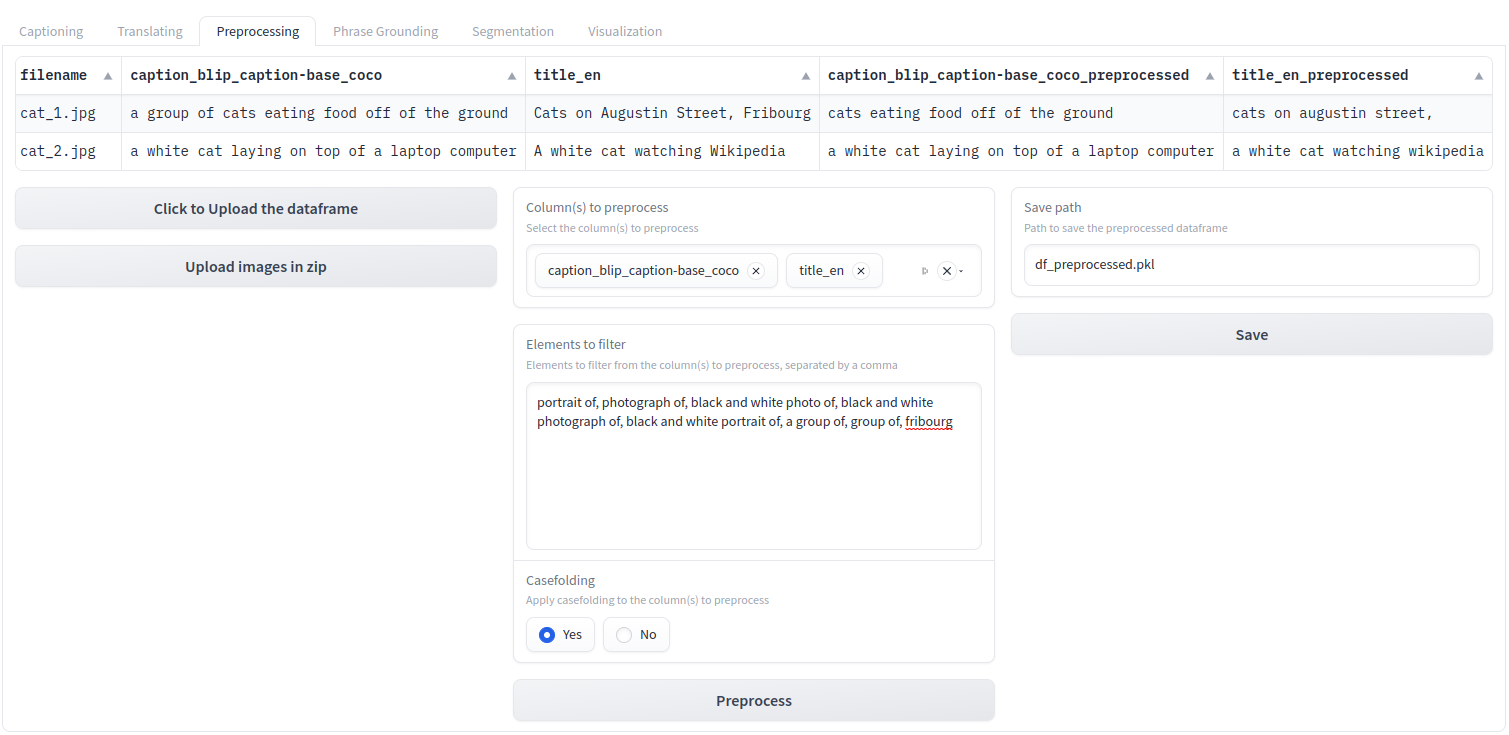 Captioning Translating Preprocessing Phrase Grounding Segmentation Visualization
filename caption_blip_caption-base_coco title_en caption_blip_caption-base_coco_preprocessed title_en_preprocessed
cat_1.jpg a group of cats eating food off of the ground Cats on Augustin Street, Fribourg cats eating food off of the ground cats on augustin street,
cat_2.jpg a white cat laying on top of a laptop computer A white cat watching Wikipedia a white cat laying on top of a laptop computer a white cat watching wikipedia
Click to Upload the dataframe
Upload images in zip
Column(s) to preprocess
Select the column(s) to preprocess
caption_blip_caption-base_coco title_en
Elements to filter
Elements to filter from the column(s) to preprocess, separated by a comma
portrait of, photograph of, black and white photo of, black and white
photograph of, black and white portrait of, a group of, group of, fribourg
Casefolding
Apply casefolding to the column(s) to preprocess
Yes No
Preprocess
Save path
Path to save the preprocessed dataframe
df_preprocessed.pkl
Save